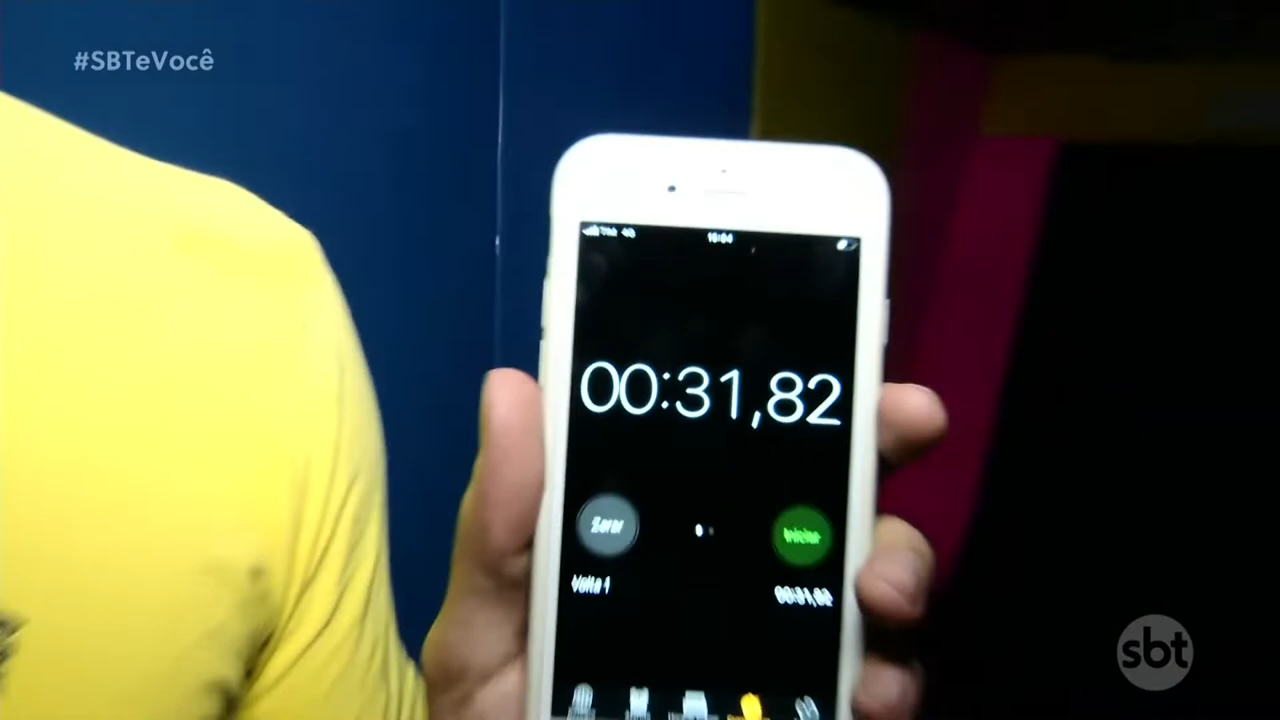 #SBTeVocê
00:31,82
Zerar
Iniciar
Volta 1
00:31,82
sbt